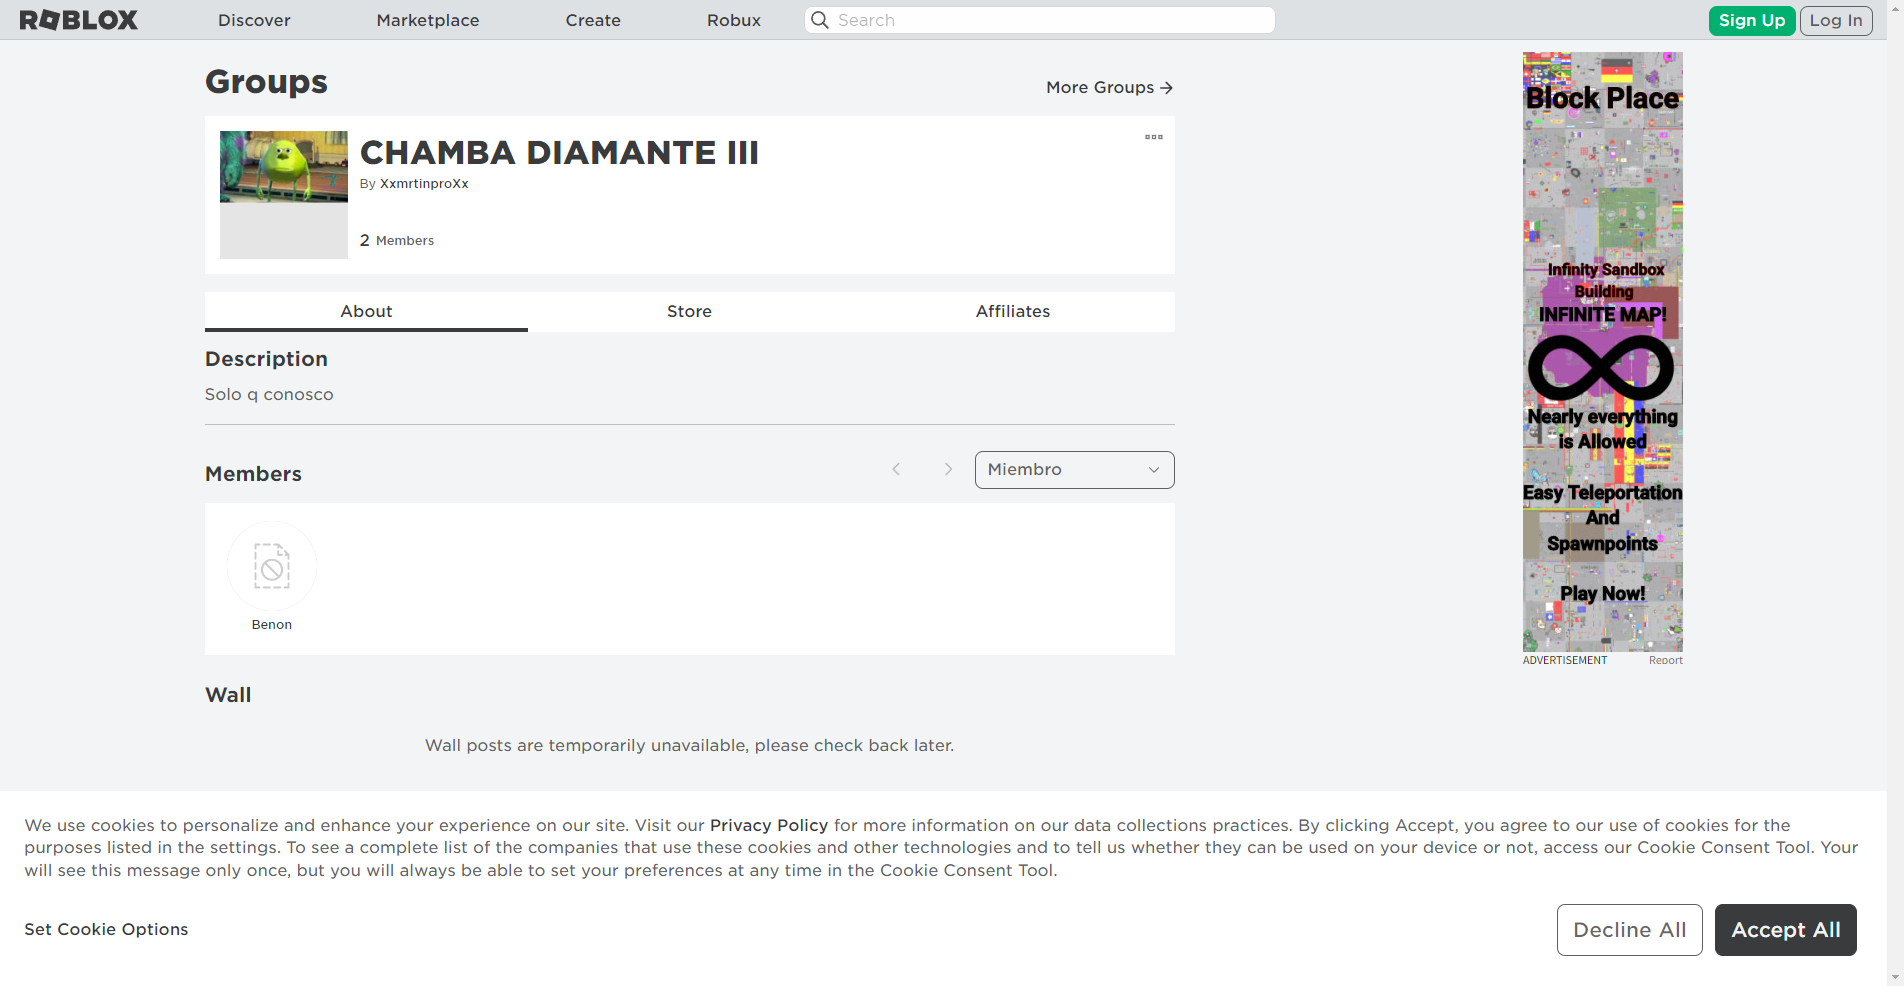 ROBLOX
Discover
Marketplace
Create
Robux
Search
Sign Up
Log In
Groups
More Groups
CHAMBA DIAMANTE III
By XxmrtinproXx
2 Members
About
Store
Affiliates
Description
Solo q conosco
Members
Miembro
Benon
Wall
Wall posts are temporarily unavailable, please check back later.
Block Place
Infinity Sandbox
Building
INFINITE MAP!
Nearly everything
is Allowed
Easy Teleportation
And
Spawnpoints
Play Now!
ADVERTISEMENT
Report
We use cookies to personalize and enhance your experience on our site. Visit our Privacy Policy for more information on our data collections practices. By clicking Accept, you agree to our use of cookies for the
purposes listed in the settings. To see a complete list of the companies that use these cookies and other technologies and to tell us whether they can be used on your device or not, access our Cookie Consent Tool. Your
will see this message only once, but you will always be able to set your preferences at any time in the Cookie Consent Tool.
Set Cookie Options
Decline All
Accept All